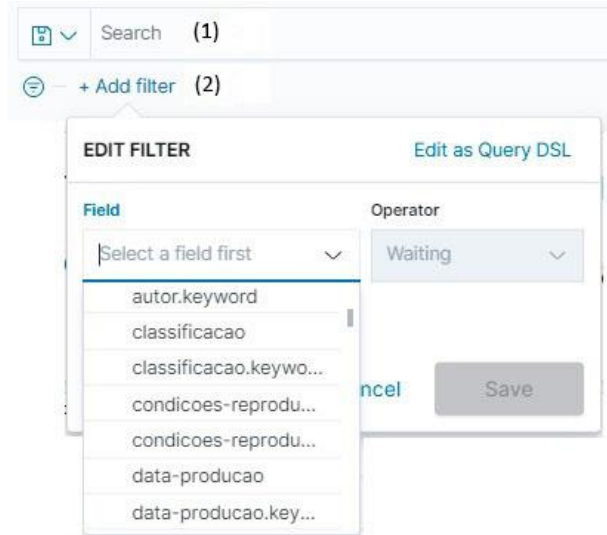 Search (1)
+ Add filter (2)
EDIT FILTER Edit as Query DSL
Field Operator
Select a field first Waiting
autor.keyword
classificacao
classificacao.keywo...
condicoes-reprodu...
ncel Save
condicoes-reprodu...
data-producao
data-producao.key...